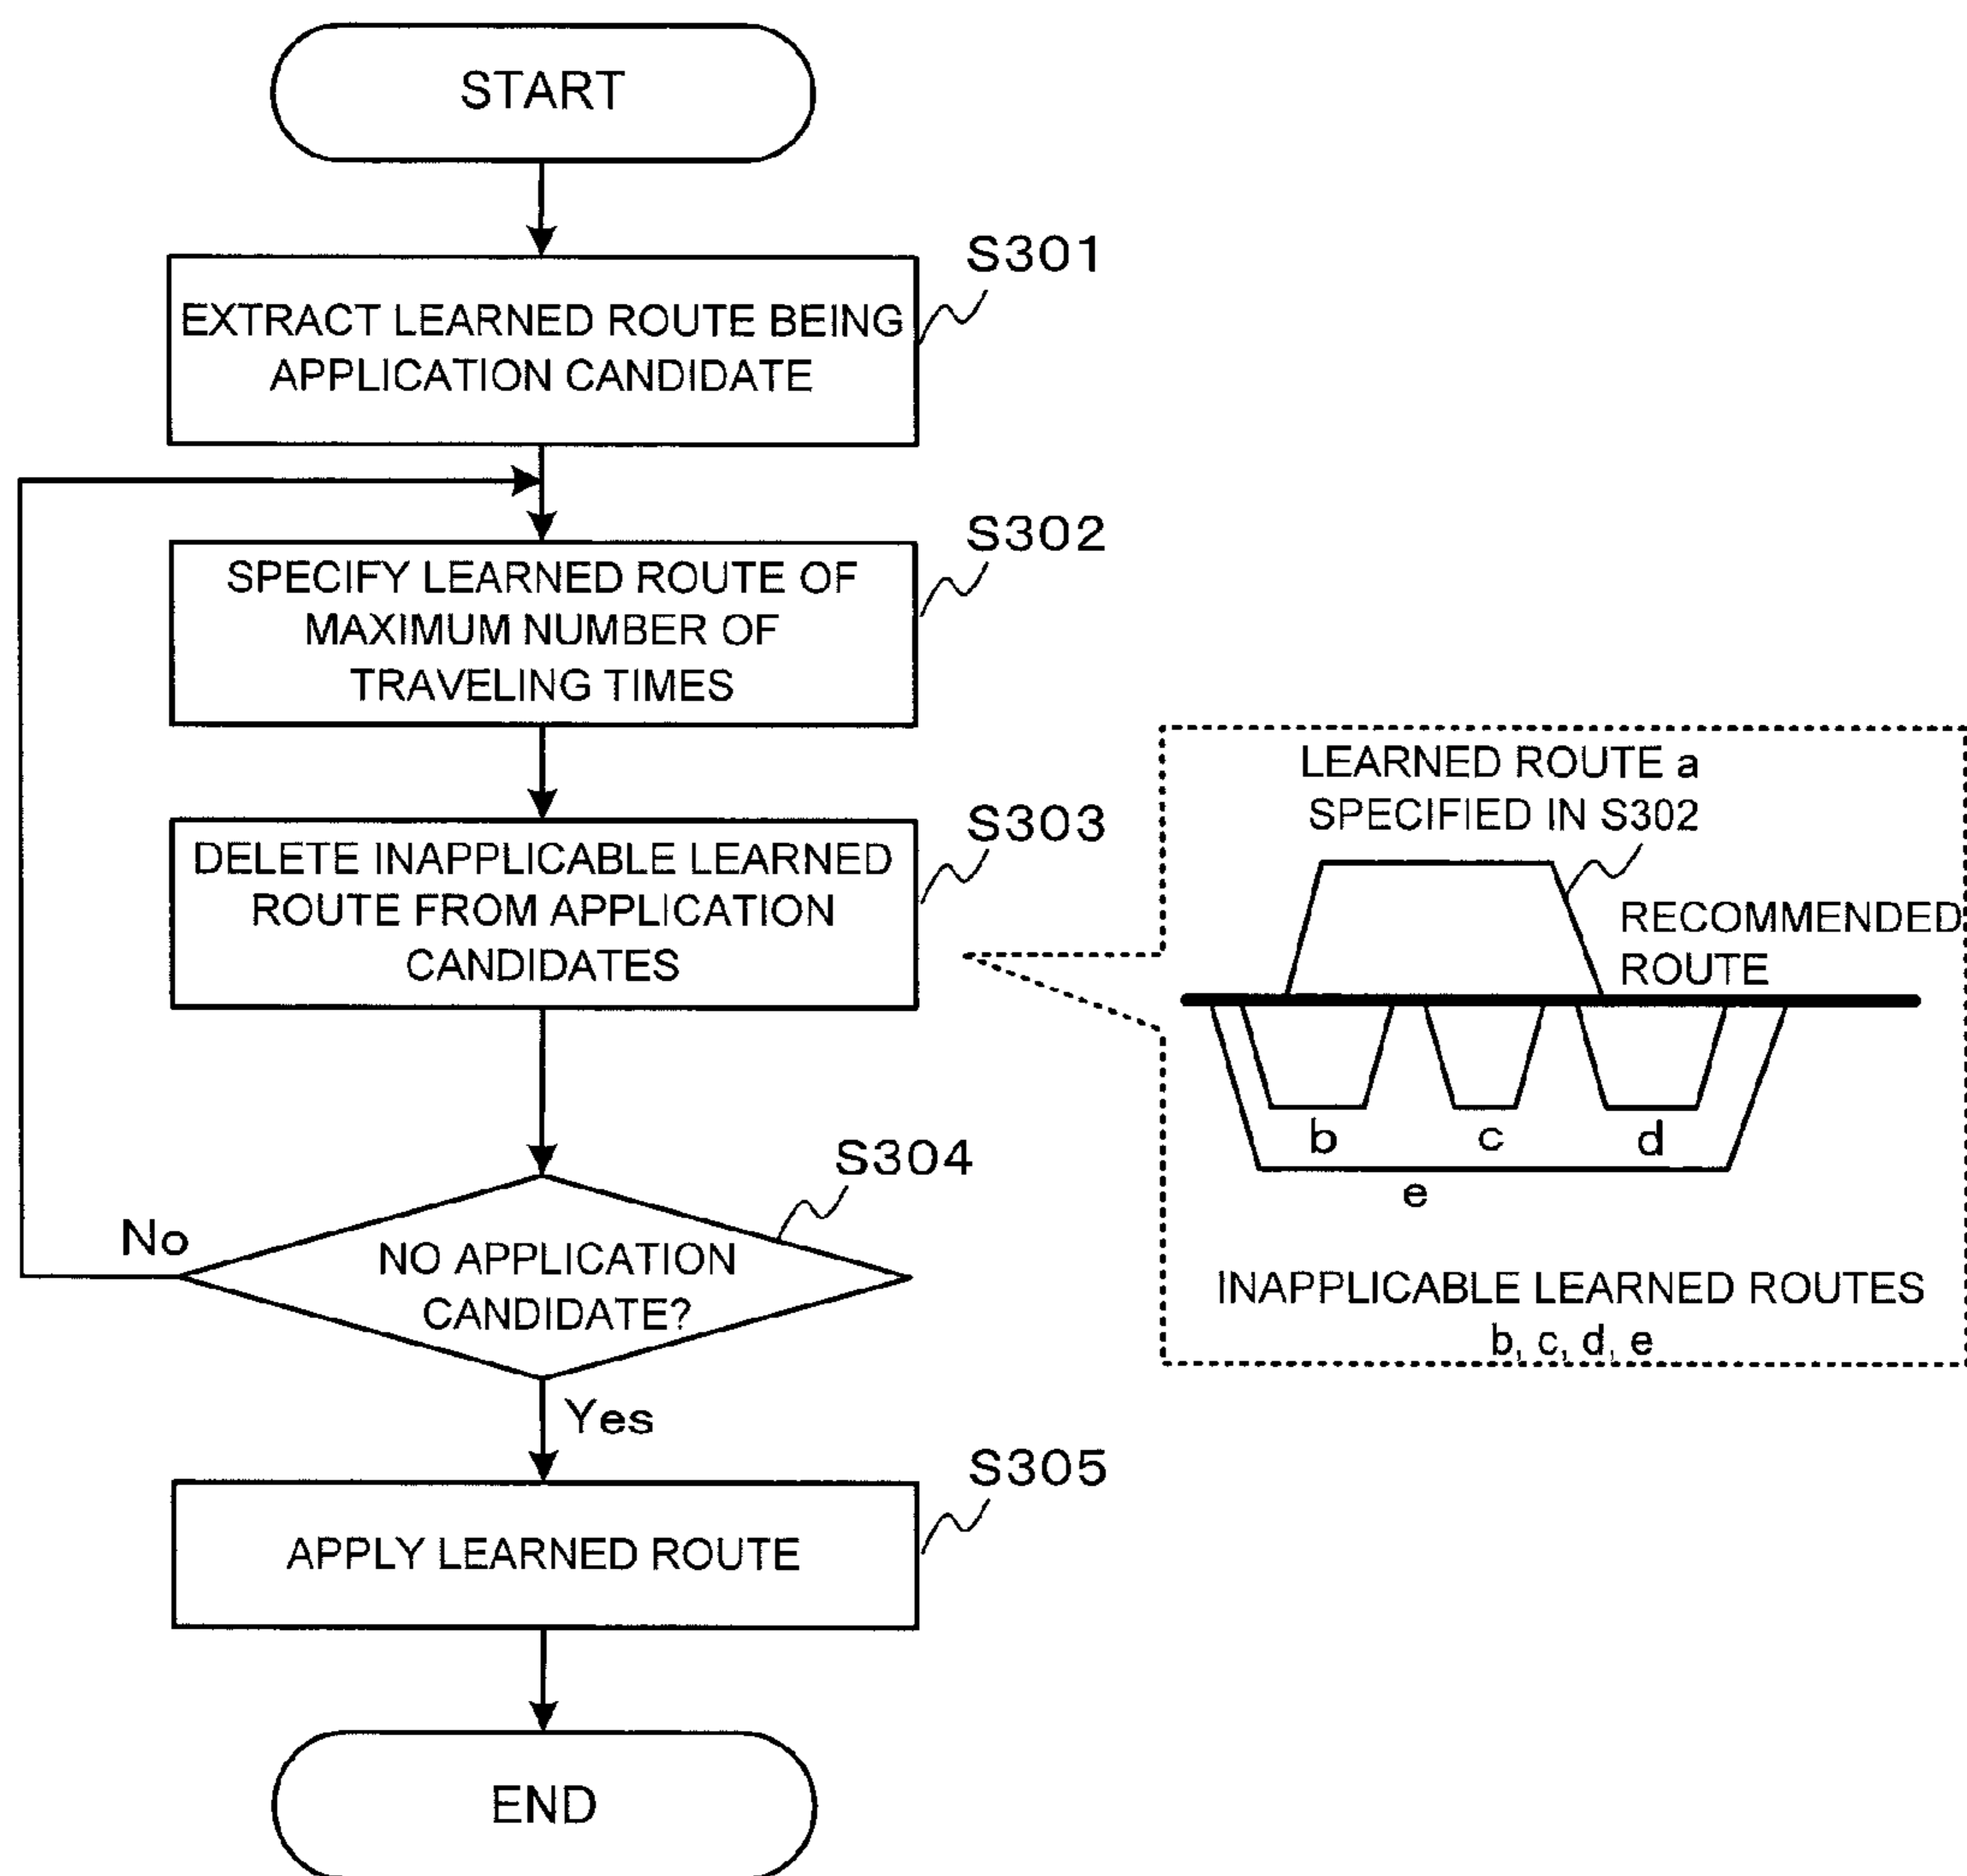 START
S301
EXTRACT LEARNED ROUTE BEING
APPLICATION CANDIDATE
S302
SPECIFY LEARNED ROUTE OF
MAXIMUM NUMBER OF
TRAVELING TIMES
S303
DELETE INAPPLICABLE LEARNED
ROUTE FROM APPLICATION
CANDIDATES
LEARNED ROUTE a
SPECIFIED IN S302
RECOMMENDED
ROUTE
b c d
e
INAPPLICABLE LEARNED ROUTES
b, c, d, e
S304
No
NO APPLICATION
CANDIDATE?
Yes
S305
APPLY LEARNED ROUTE
END